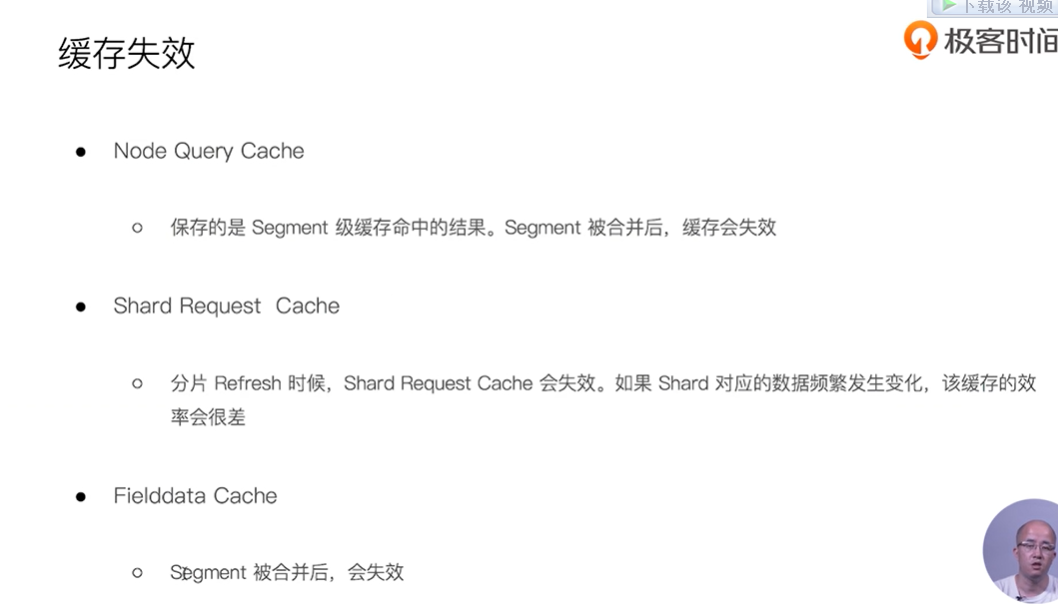 下载该 视频
极客时间
缓存失效
● Node Query Cache
○ 保存的是 Segment 级缓存命中的结果。Segment 被合并后，缓存会失效
● Shard Request Cache
○ 分片 Refresh 时候，Shard Request Cache 会失效。如果 Shard 对应的数据频繁发生变化，该缓存的效
率会很差
● Fielddata Cache
○ Segment 被合并后，会失效